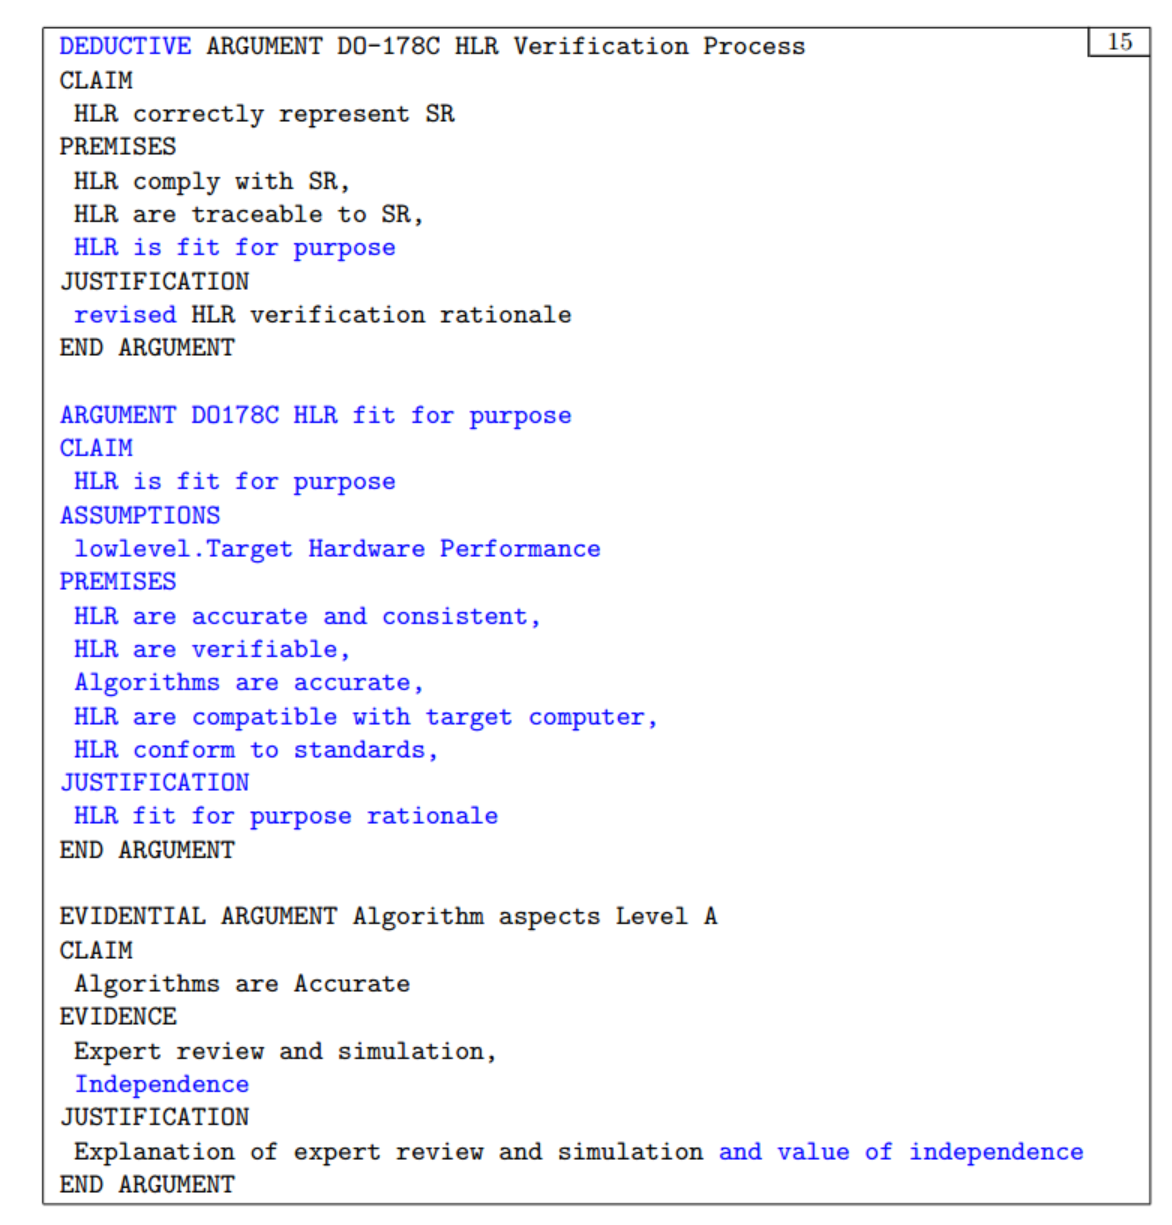 DEDUCTIVE ARGUMENT DO-178C HLR Verification Process
15
CLAIM
HLR correctly represent SR
PREMISES
HLR comply with SR,
HLR are traceable to SR,
HLR is fit for purpose
JUSTIFICATION
revised HLR verification rationale
END ARGUMENT
ARGUMENT DO178C HLR fit for purpose
CLAIM
HLR is fit for purpose
ASSUMPTIONS
lowlevel.Target Hardware Performance
PREMISES
HLR are accurate and consistent,
HLR are verifiable,
Algorithms are accurate,
HLR are compatible with target computer,
HLR conform to standards,
JUSTIFICATION
HLR fit for purpose rationale
END ARGUMENT
EVIDENTIAL ARGUMENT Algorithm aspects Level A
CLAIM
Algorithms are Accurate
EVIDENCE
Expert review and simulation,
Independence
JUSTIFICATION
Explanation of expert review and simulation and value of independence
END ARGUMENT